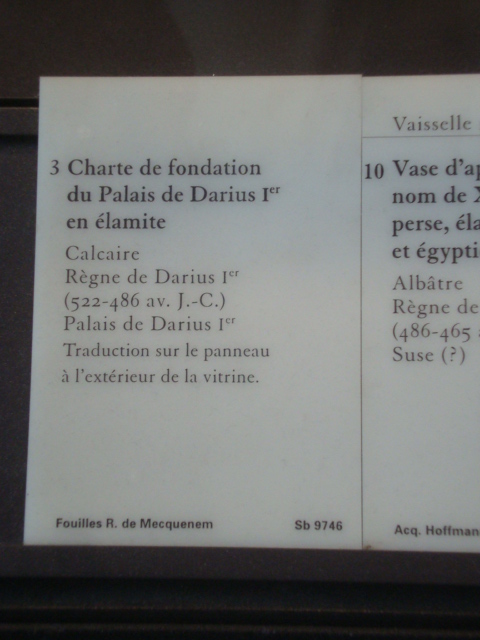 3 Charte de fondation
du Palais de Darius Ier
en élamite
Calcaire
Règne de Darius Ier
(522-486 av. J.-C.)
Palais de Darius Ier
Traduction sur le panneau
à l'extérieur de la vitrine.
Fouilles R. de Mecquenem Sb 9746
Vaisselle
10 Vase d'ap
nom de X
perse, éla
et égypti
Albâtre
Règne de
(486-465 a
Suse (?)
Acq. Hoffman